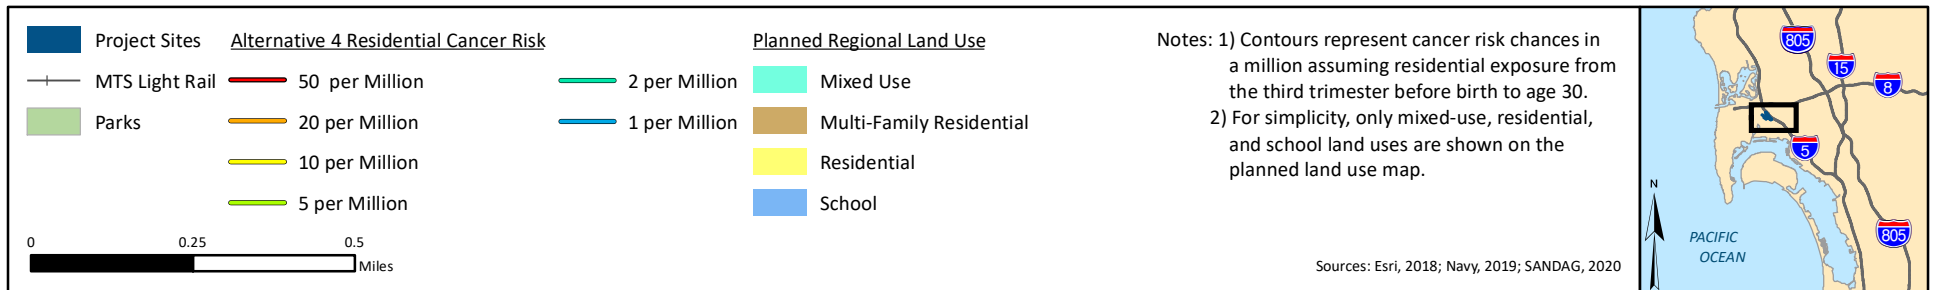 Project Sites
MTS Light Rail
Parks
Alternative 4 Residential Cancer Risk
50 per Million
20 per Million
10 per Million
5 per Million
2 per Million
1 per Million
Planned Regional Land Use
Mixed Use
Multi-Family Residential
Residential
School
Notes: 1) Contours represent cancer risk chances in
a million assuming residential exposure from
the third trimester before birth to age 30.
2) For simplicity, only mixed-use, residential,
and school land uses are shown on the
planned land use map.
0 0.25 0.5
Miles
Sources: Esri, 2018; Navy, 2019; SANDAG, 2020
805
15
8
5
N
805
PACIFIC
OCEAN